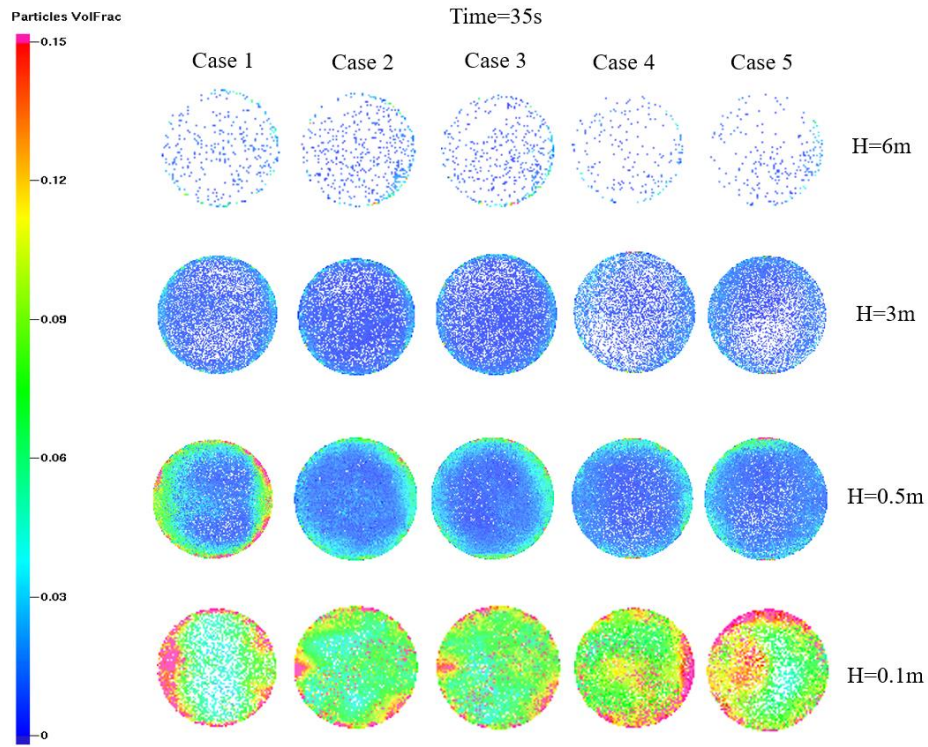 Particles VolFrac
Time=35s
0.15
0.12
0.09
0.06
0.03
0
Case 1 Case 2 Case 3 Case 4 Case 5
H=6m
H=3m
H=0.5m
H=0.1m